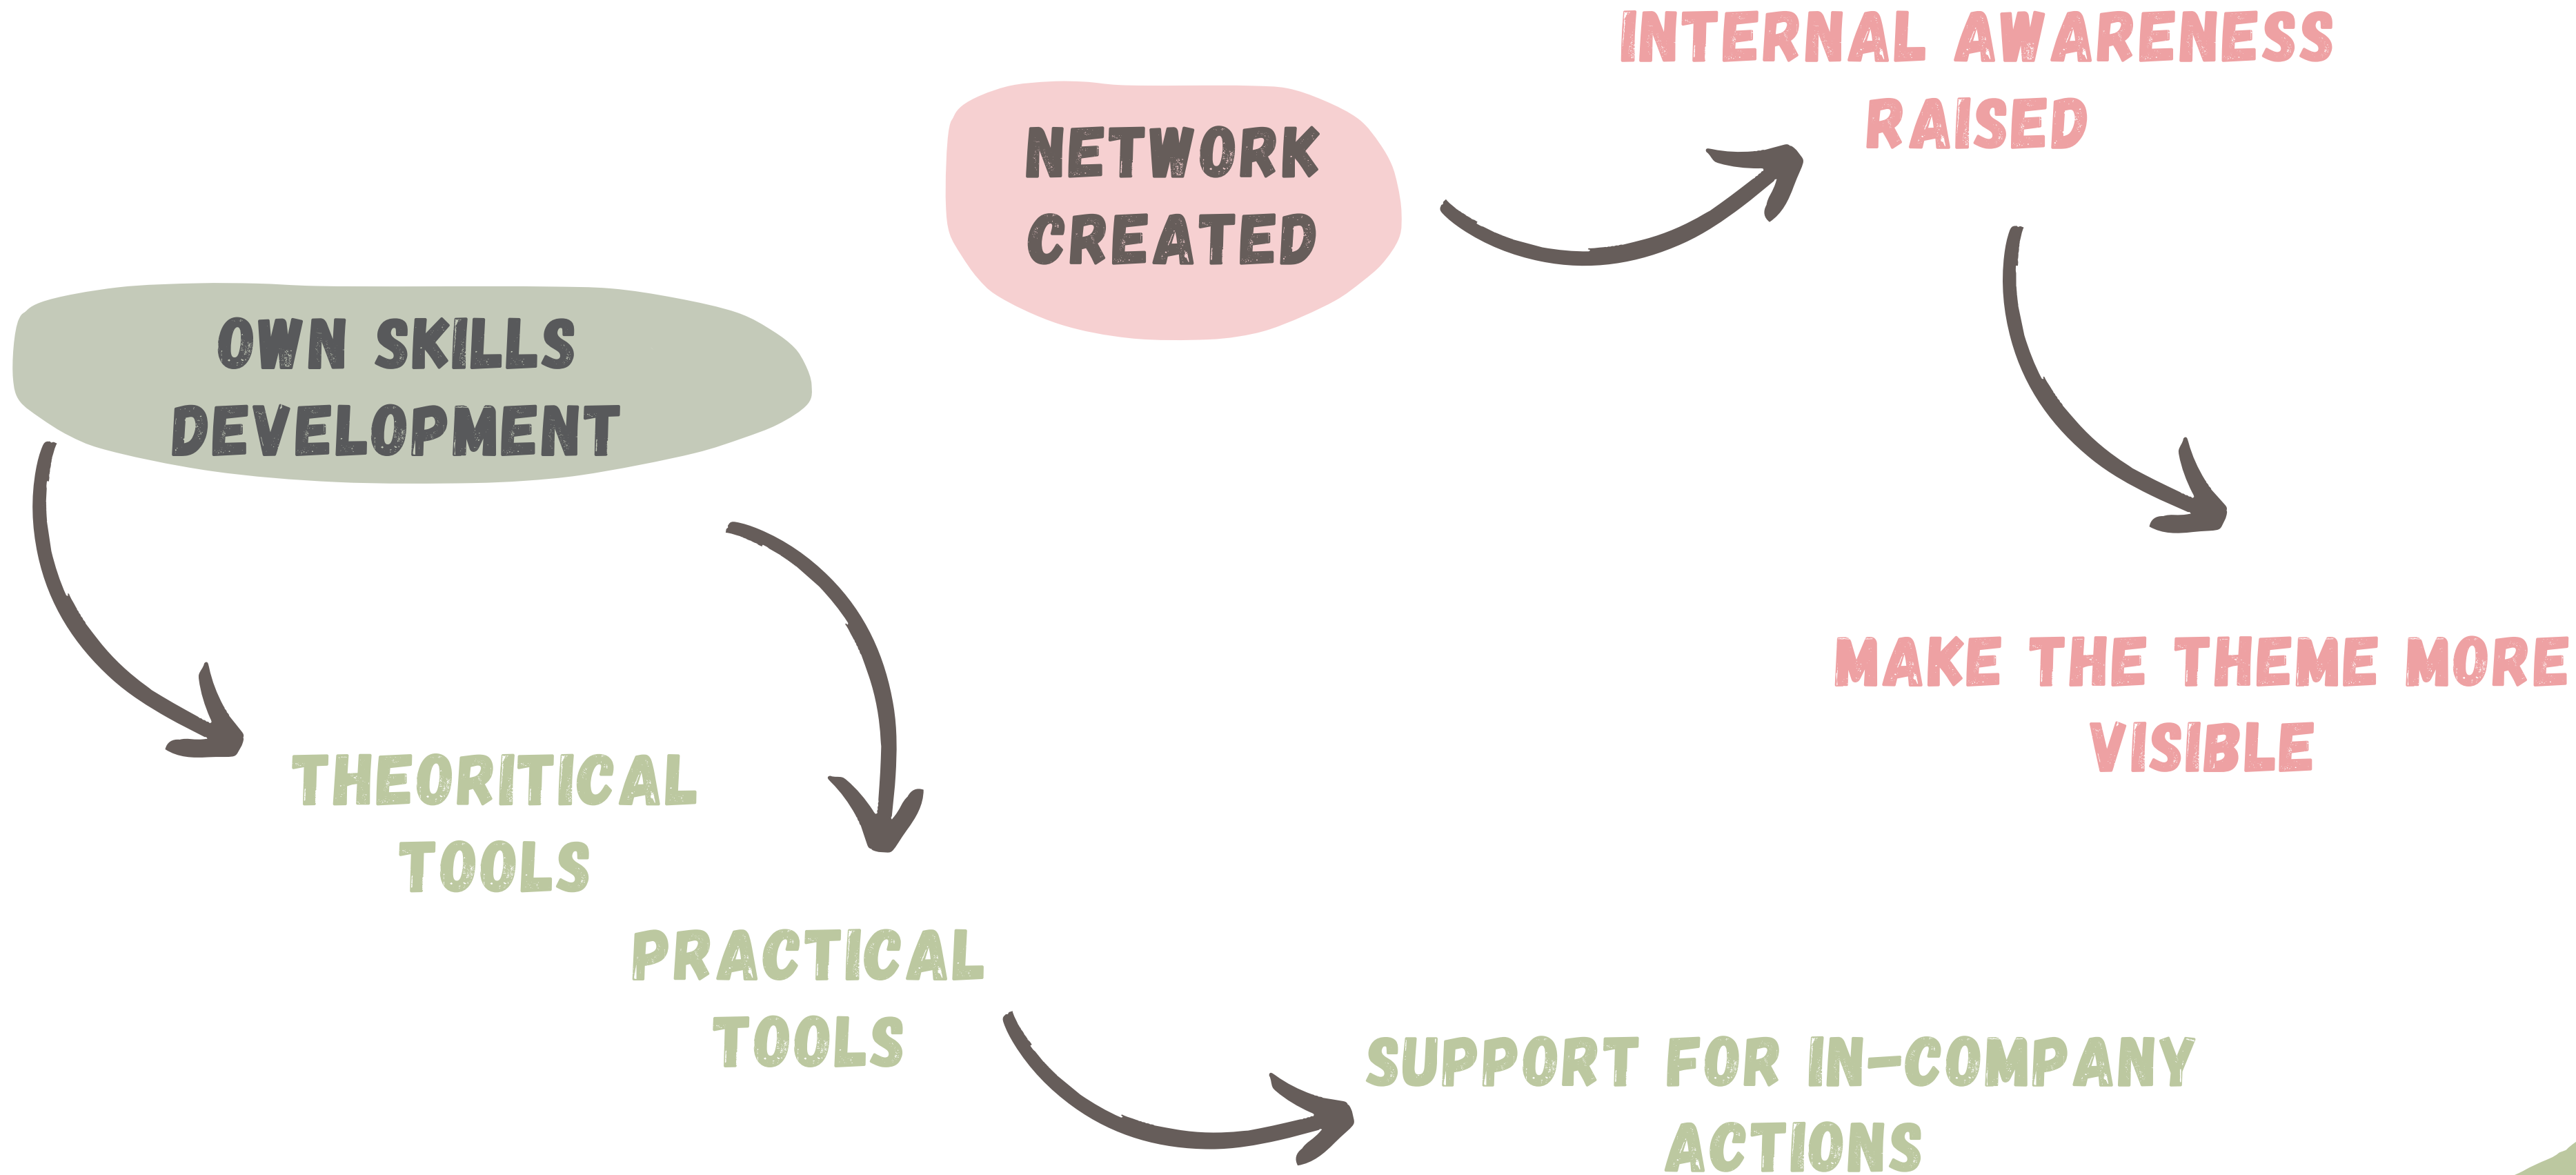 INTERNAL AWARENESS
RAISED
NETWORK
CREATED
OWN SKILLS
DEVELOPMENT
MAKE THE THEME MORE
VISIBLE
THEORITICAL
TOOLS
PRACTICAL
TOOLS
SUPPORT FOR IN-COMPANY
ACTIONS